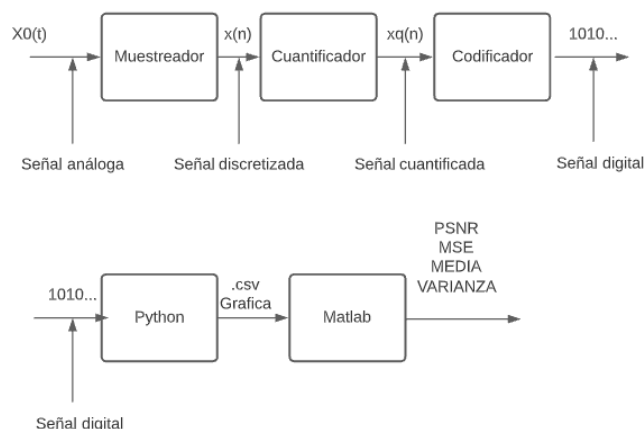 X0(t)
Muestreador
x(n)
Cuantificador
xq(n)
Codificador
1010...
Señal análoga
Señal discretizada
Señal cuantificada
Señal digital
1010...
Python
.csv
Grafica
Matlab
PSNR
MSE
MEDIA
VARIANZA
Señal digital